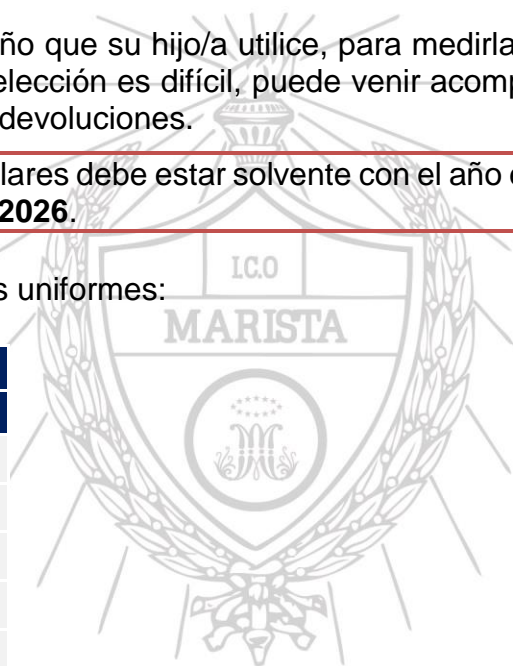 ño que su hijo/a utilice, para medirla
elección es difícil, puede venir acomp
devoluciones.
lares debe estar solvente con el año
2026.
s uniformes:
I.C.O
MARISTA